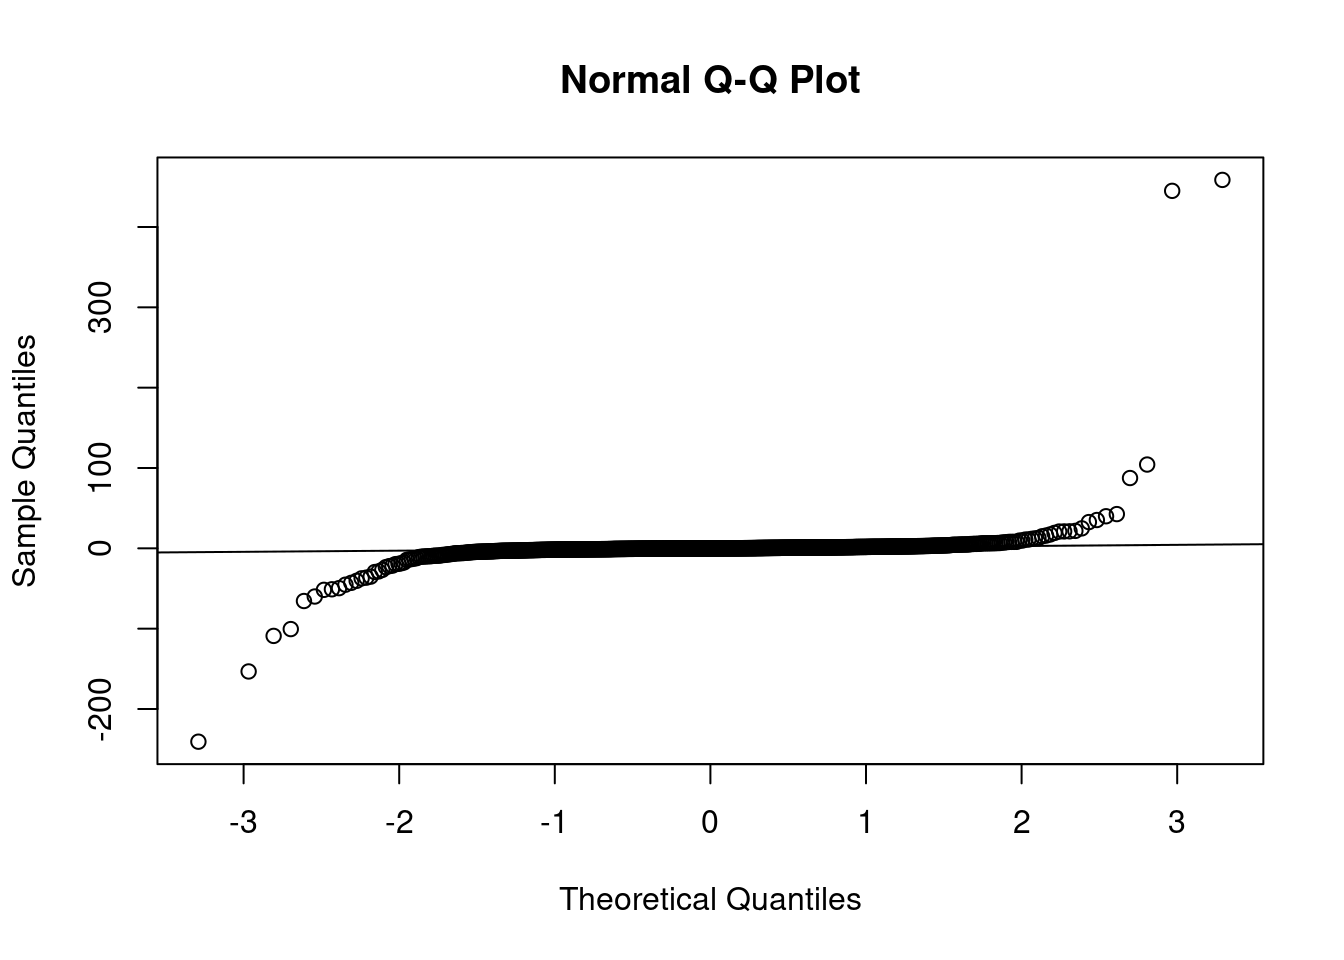 Normal Q-Q Plot
Sample Quantiles
300
100
0
-200
-3 -2 -1 0 1 2 3
Theoretical Quantiles